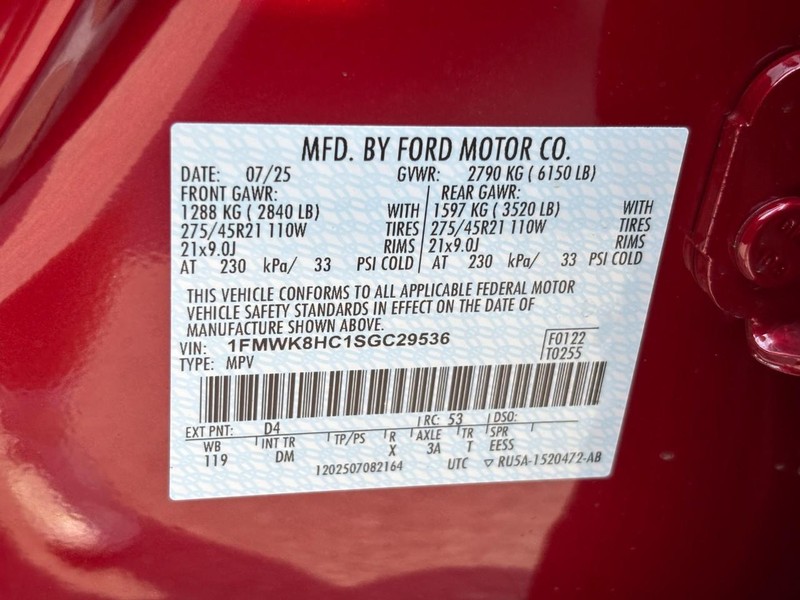 MFD. BY FORD MOTOR CO.
DATE: 07/25 GVWR: 2790 KG ( 6150 LB)
FRONT GAWR: REAR GAWR:
1288 KG ( 2840 LB) WITH 1597 KG ( 3520 LB) WITH
275/45R21 110W TIRES 275/45R21 110W TIRES
21x9.0J RIMS 21x9.0J RIMS
AT 230 kPa/ 33 PSI COLD AT 230 kPa/ 33 PSI COLD
THIS VEHICLE CONFORMS TO ALL APPLICABLE FEDERAL MOTOR
VEHICLE SAFETY STANDARDS IN EFFECT ON THE DATE OF
MANUFACTURE SHOWN ABOVE.
VIN: 1FMWK8HC1SGC29536 F0122
TYPE: MPV T0255
EXT PNT: D4 RC: 53 DSO:
WB INT TR TP/PS R AXLE TR SPR
119 DM X 3A T EESS
1202507082164 UTC ▽ RU5A-1520472-AB